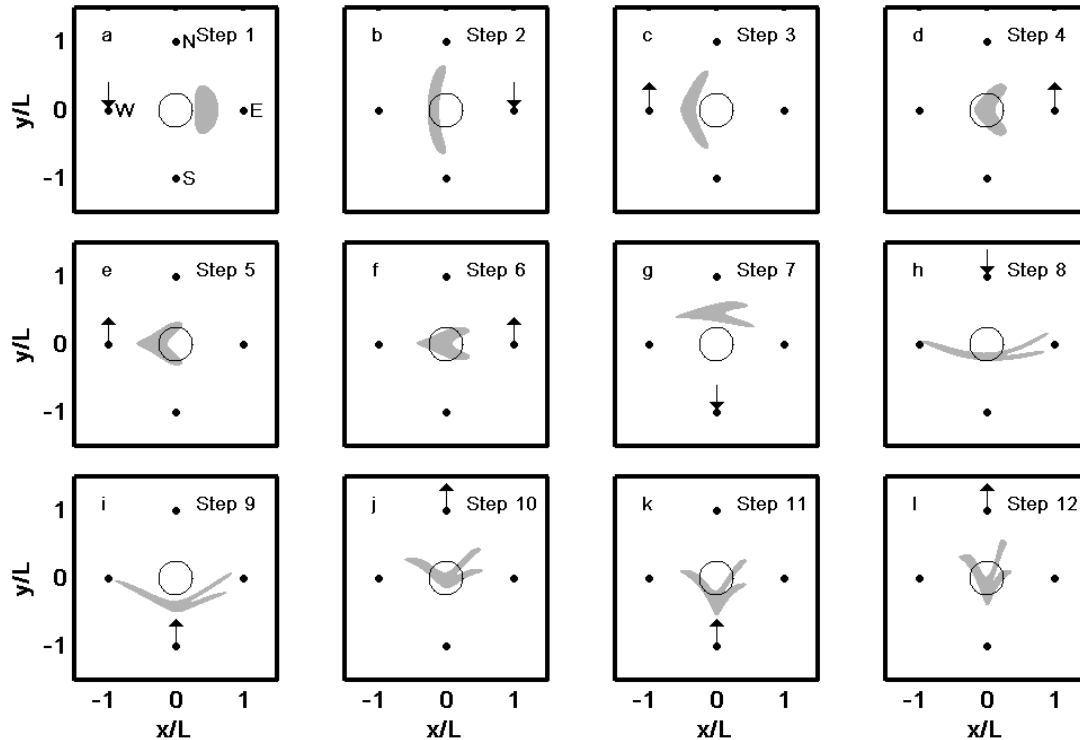 a Step 1
b Step 2
c Step 3
d Step 4
1
N
y/L
0
W
E
-1
S
e Step 5
f Step 6
g Step 7
h Step 8
1
y/L
0
-1
i Step 9
j Step 10
k Step 11
l Step 12
1
y/L
0
-1
-1 0 1
-1 0 1
-1 0 1
-1 0 1
x/L
x/L
x/L
x/L